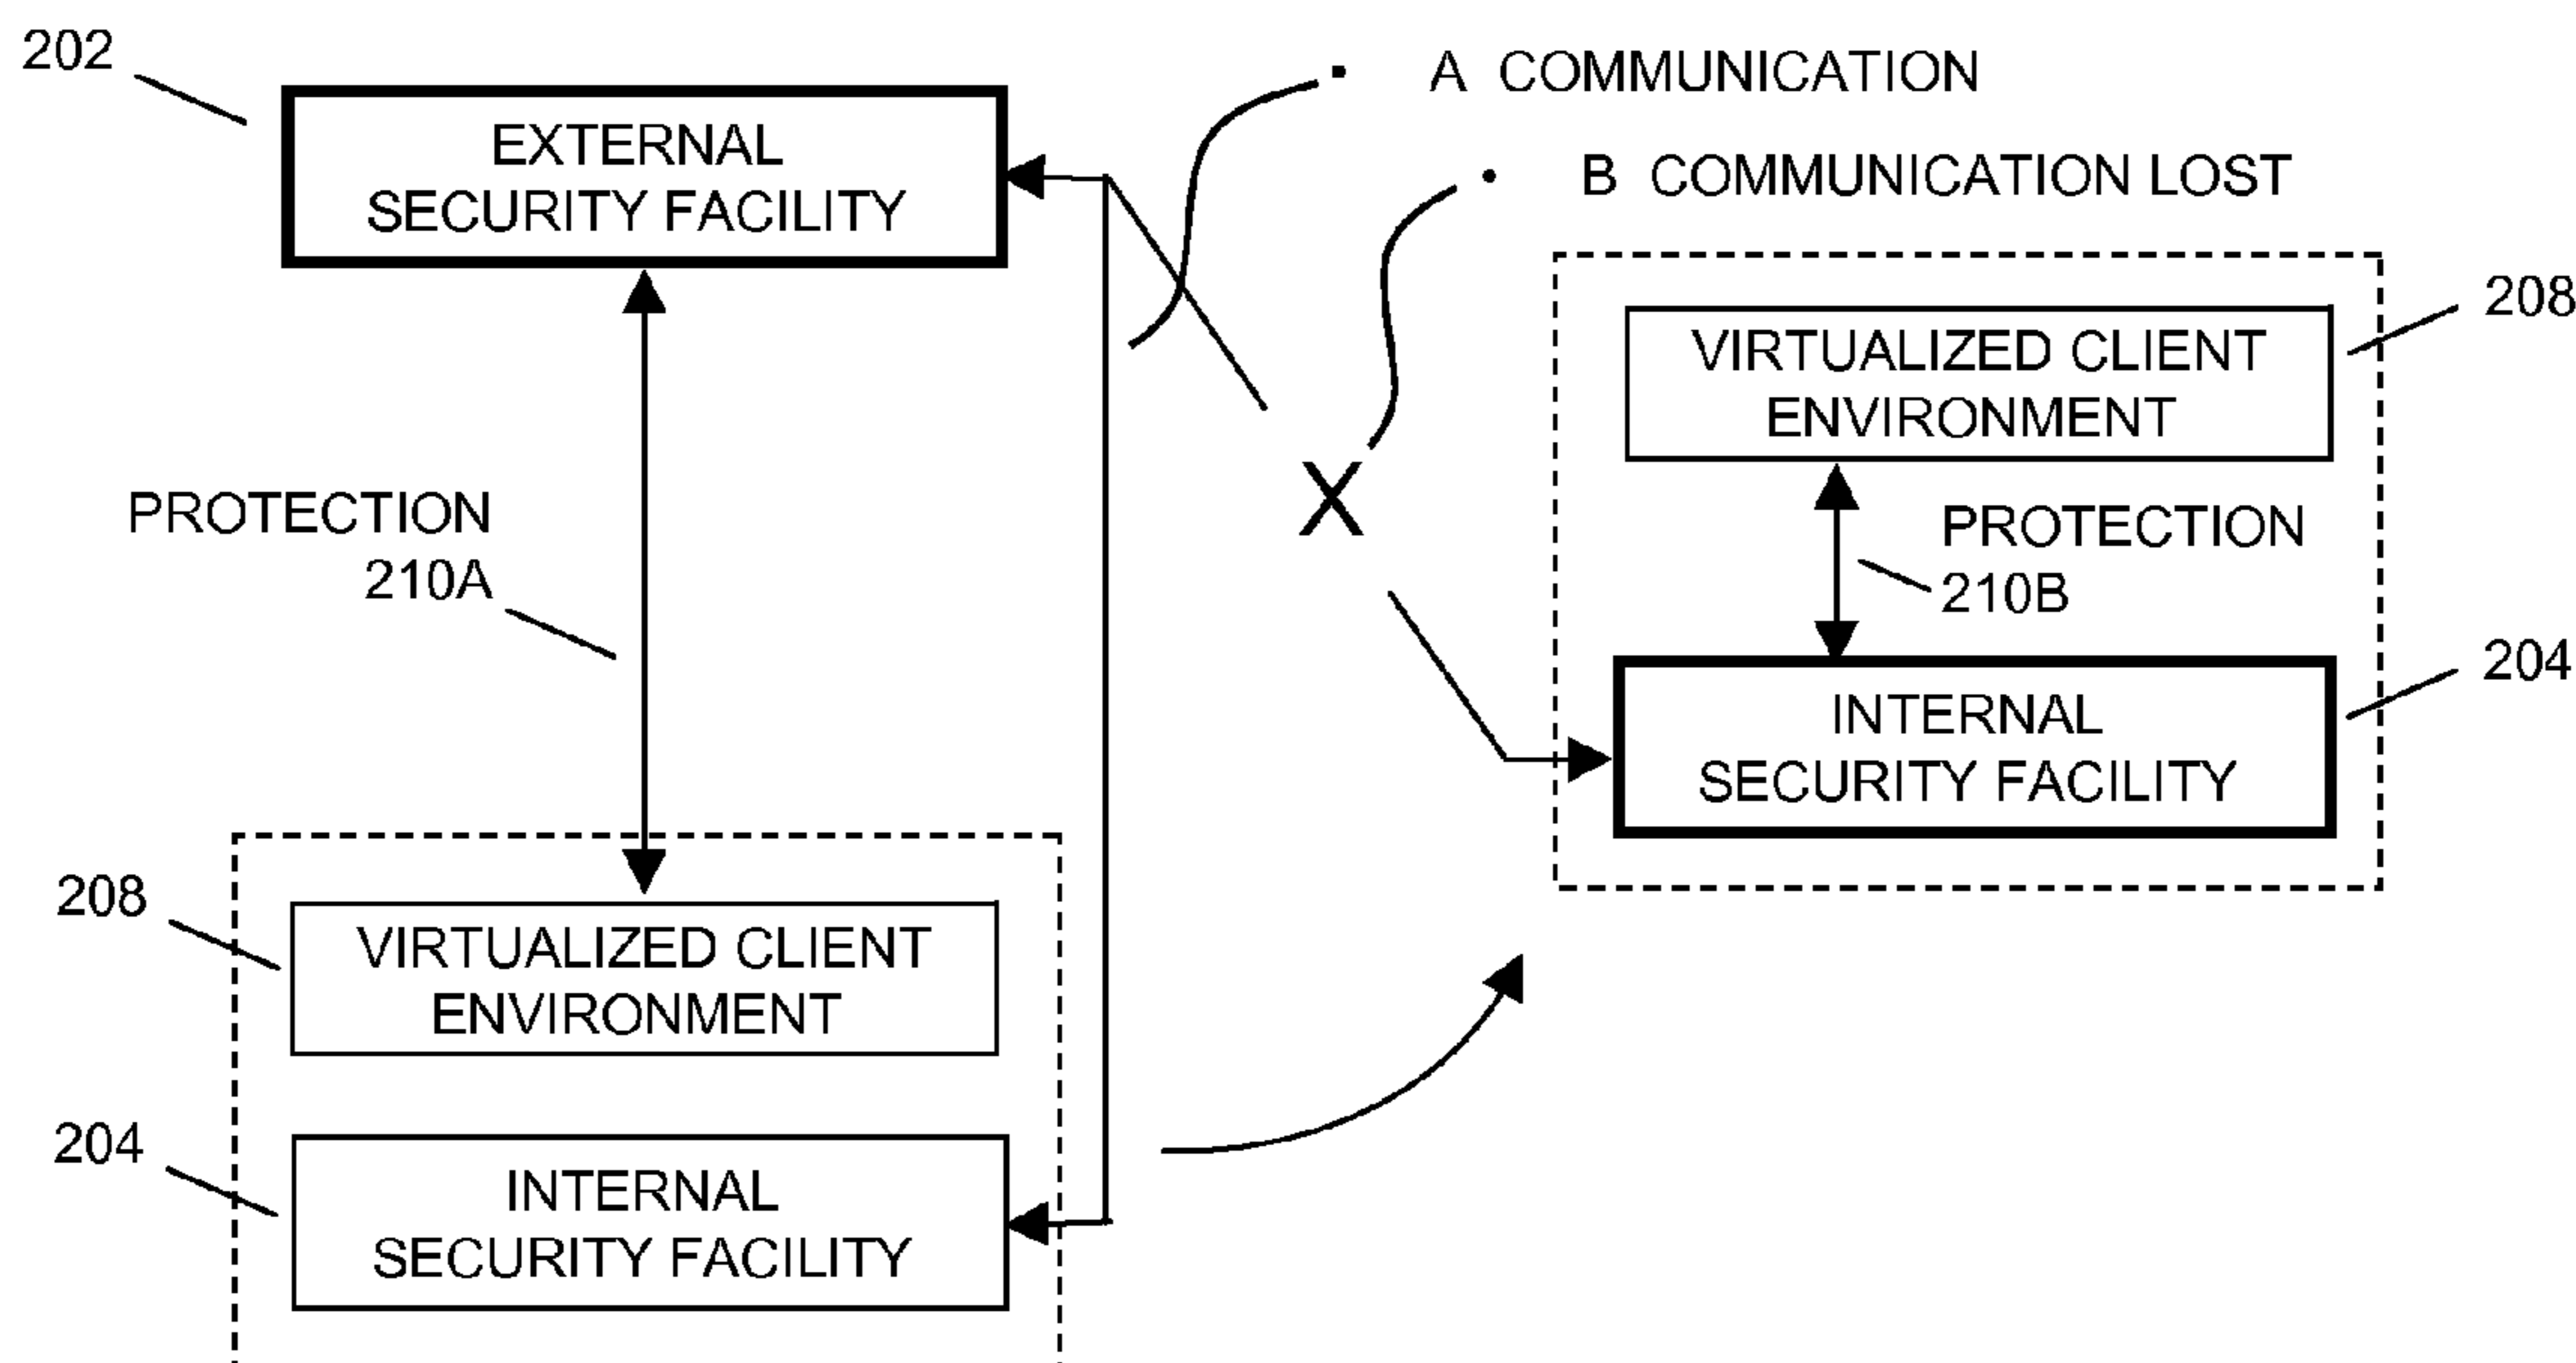 202
EXTERNAL
SECURITY FACILITY
• A COMMUNICATION
• B COMMUNICATION LOST
208
VIRTUALIZED CLIENT
ENVIRONMENT
PROTECTION
210A
X
PROTECTION
210B
204
INTERNAL
SECURITY FACILITY
208
VIRTUALIZED CLIENT
ENVIRONMENT
204
INTERNAL
SECURITY FACILITY